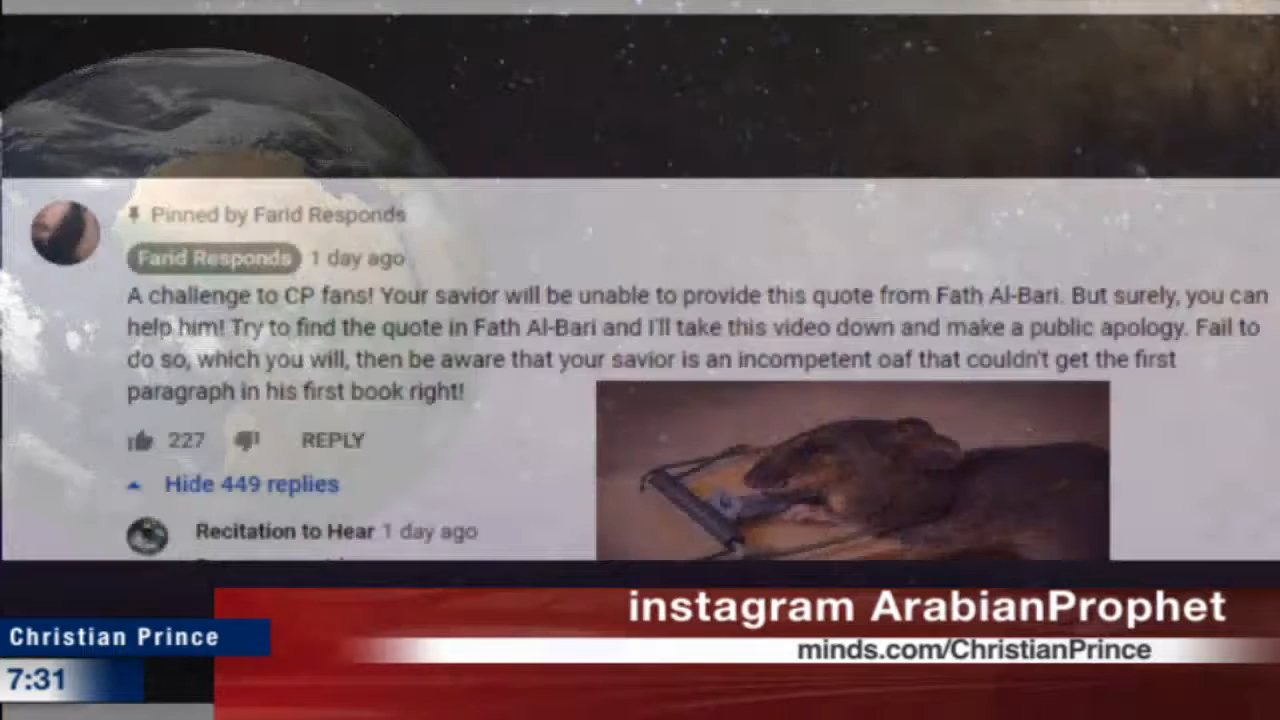 Pinned by Farid Responds
Farid Responds 1 day ago
A challenge to CP fans! Your savior will be unable to provide this quote from Fath Al-Bari. But surely, you can
help him! Try to find the quote in Fath Al-Bari and I'll take this video down and make a public apology. Fail to
do so, which you will, then be aware that your savior is an incompetent oaf that couldn't get the first
paragraph in his first book right!
227 REPLY
Hide 449 replies
Recitation to Hear 1 day ago
instagram ArabianProphet
Christian Prince
minds.com/ChristianPrince
7:31